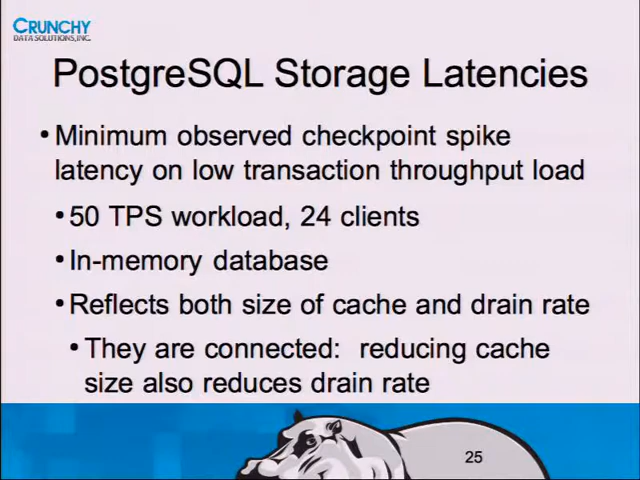 CRUNCHY
DATA SOLUTIONS, INC.
PostgreSQL Storage Latencies
• Minimum observed checkpoint spike
latency on low transaction throughput load
• 50 TPS workload, 24 clients
• In-memory database
• Reflects both size of cache and drain rate
• They are connected: reducing cache
size also reduces drain rate
25